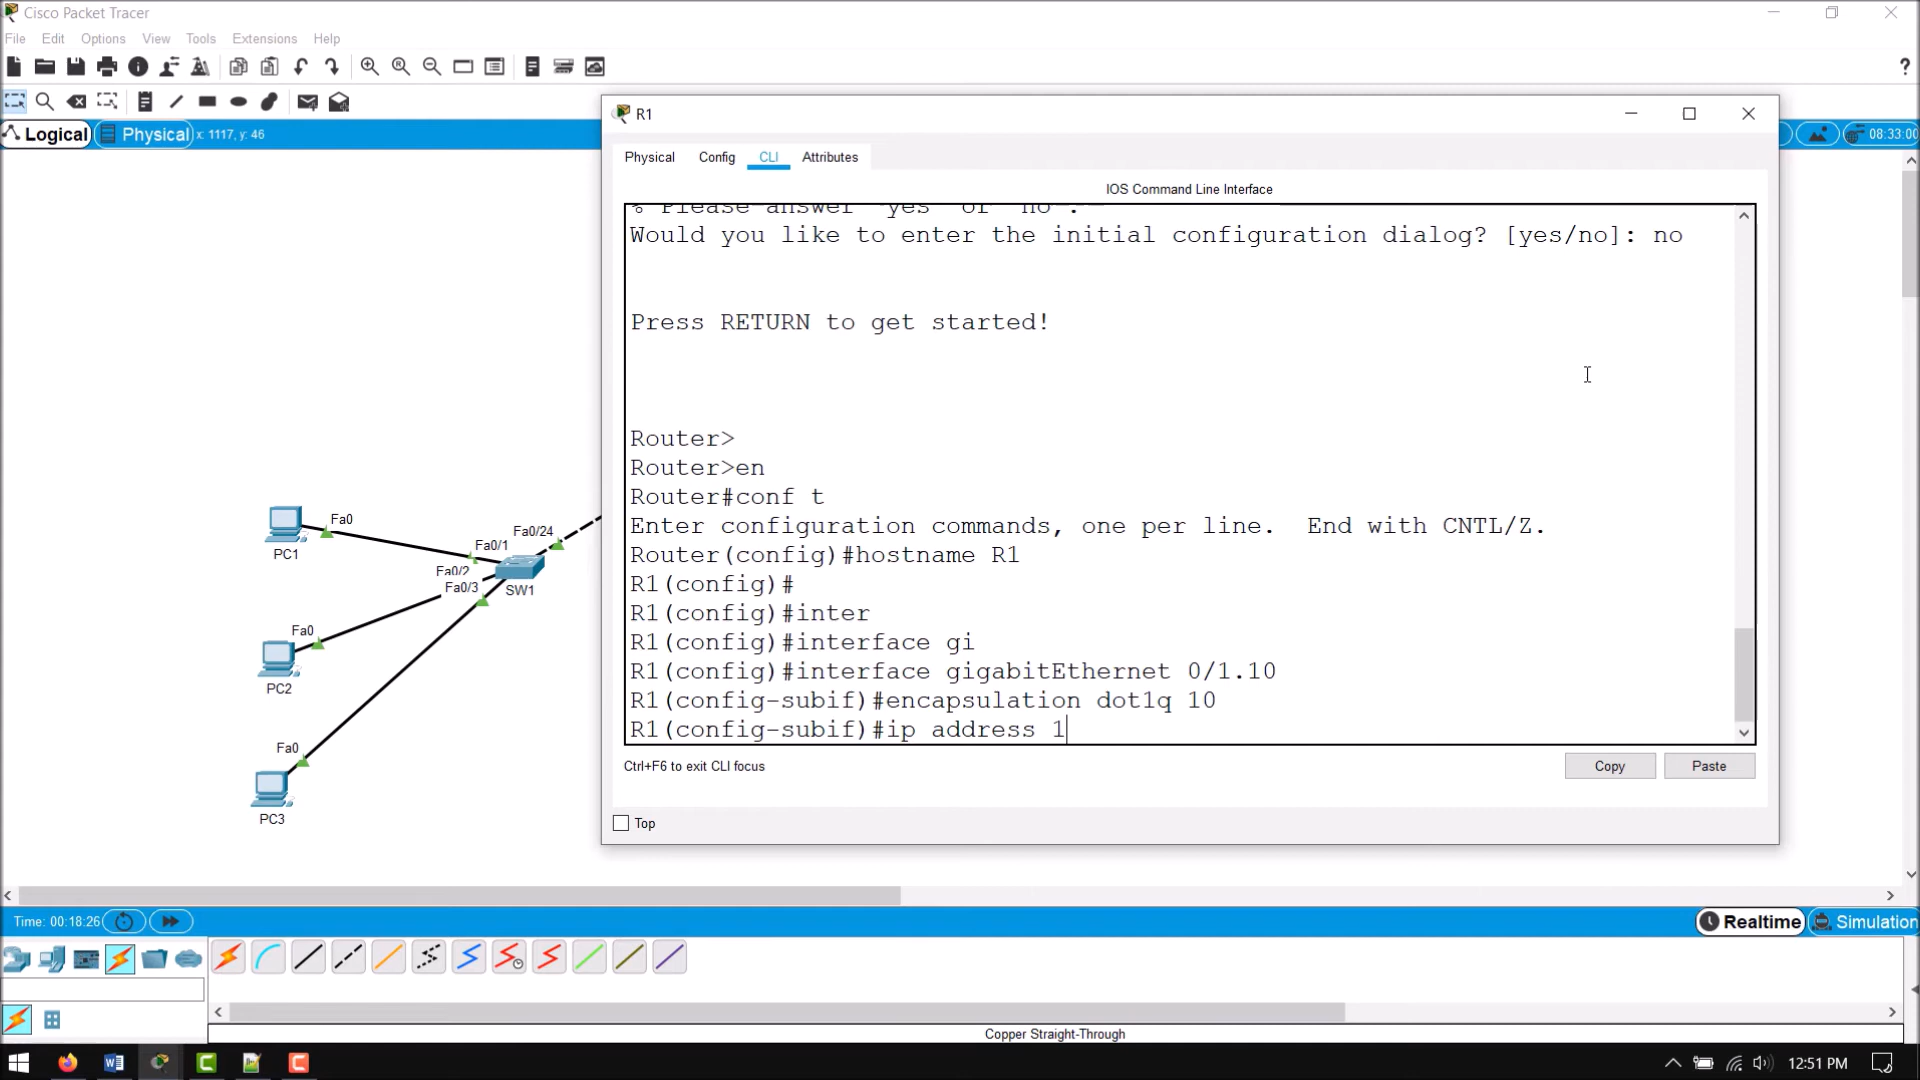 Cisco Packet Tracer
File Edit Options View Tools Extensions Help
?
Logical Physical x: 1117, y: 46
08:33:00
R1
Physical Config CLI Attributes
IOS Command Line Interface
% Please answer 'yes' or 'no'.
Would you like to enter the initial configuration dialog? [yes/no]: no
Press RETURN to get started!
Router>
Router>en
Router#conf t
Enter configuration commands, one per line. End with CNTL/Z.
Router(config)#hostname R1
R1(config)#
R1(config)#inter
R1(config)#interface gi
R1(config)#interface gigabitEthernet 0/1.10
R1(config-subif)#encapsulation dot1q 10
R1(config-subif)#ip address 1
Ctrl+F6 to exit CLI focus
Copy
Paste
Top
Fa0
PC1
Fa0/24
Fa0/1
Fa0/2
Fa0/3
SW1
Fa0
PC2
Fa0
PC3
Time: 00:18:26
Realtime
Simulation
Copper Straight-Through
12:51 PM